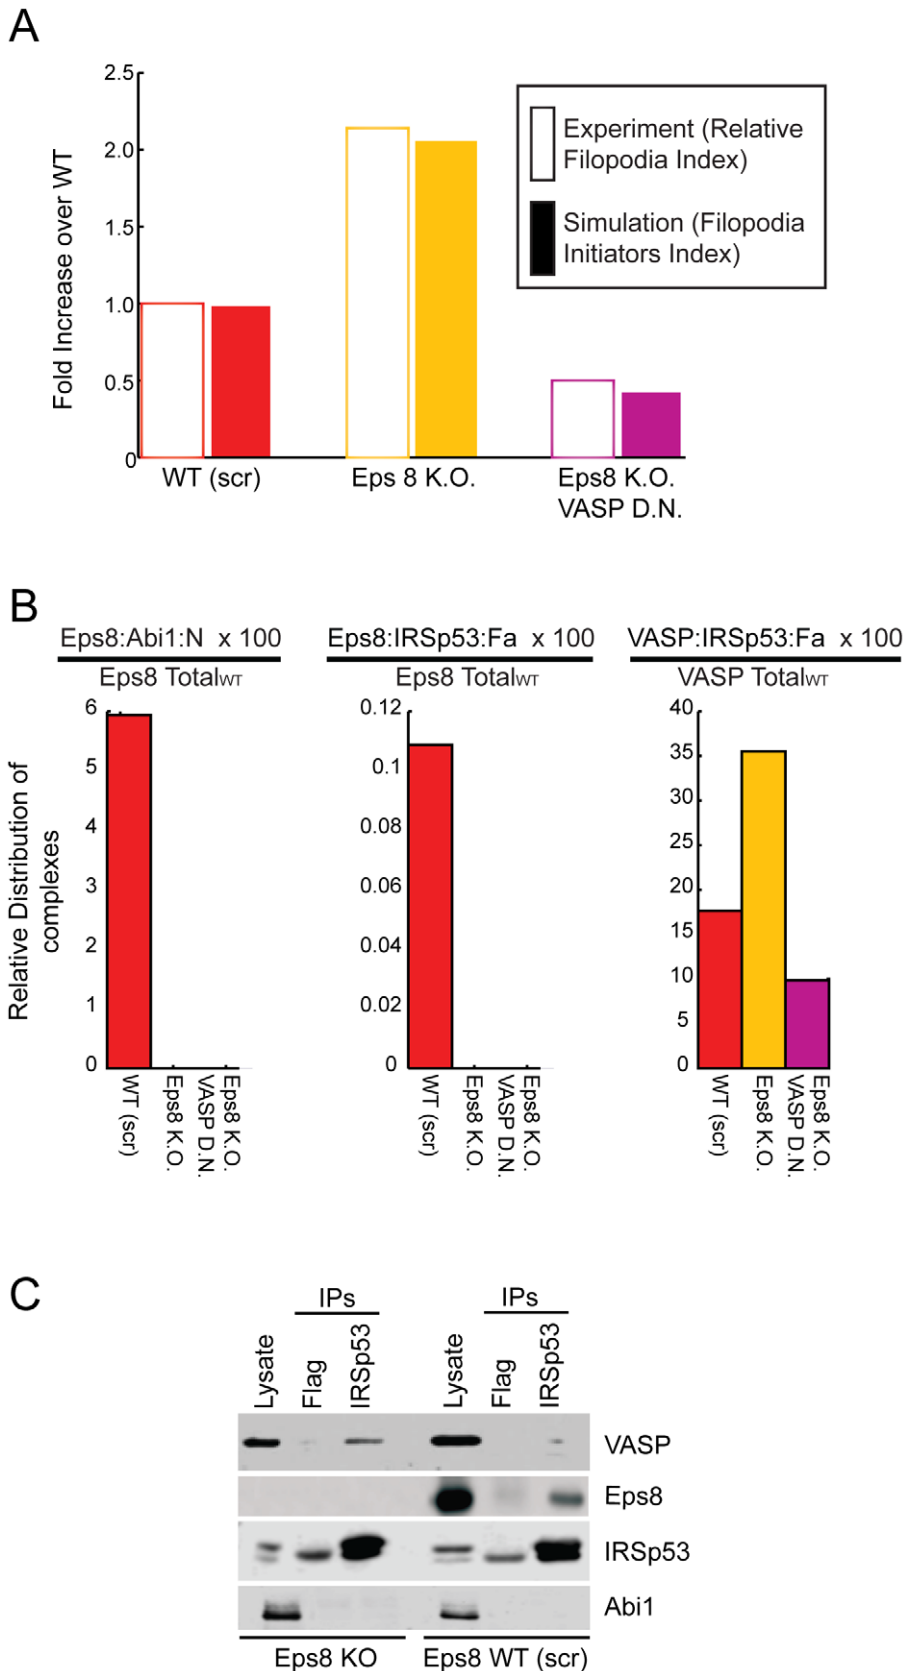 A
Fold Increase over WT
2.5
2.0
1.5
1.0
0.5
0
Experiment (Relative
Filopodia Index)
Simulation (Filopodia
Initiators Index)
WT (scr)
Eps 8 K.O.
Eps8 K.O.
VASP D.N.
B
Relative Distribution of
complexes
Eps8:Abi1:N x 100
Eps8 TotalWT
6
5
4
3
2
1
0
WT (scr)
Eps8 K.O.
VASP D.N.
Eps8 K.O.
Eps8:IRSp53:Fa x 100
Eps8 TotalWT
0.12
0.1
0.08
0.06
0.04
0.02
0
WT (scr)
Eps8 K.O.
VASP D.N.
Eps8 K.O.
VASP:IRSp53:Fa x 100
VASP TotalWT
40
35
30
25
20
15
10
5
0
WT (scr)
Eps8 K.O.
VASP D.N.
Eps8 K.O.
C
IPs
IPs
Lysate
Flag
IRSp53
Lysate
Flag
IRSp53
VASP
Eps8
IRSp53
Abi1
Eps8 KO
Eps8 WT (scr)